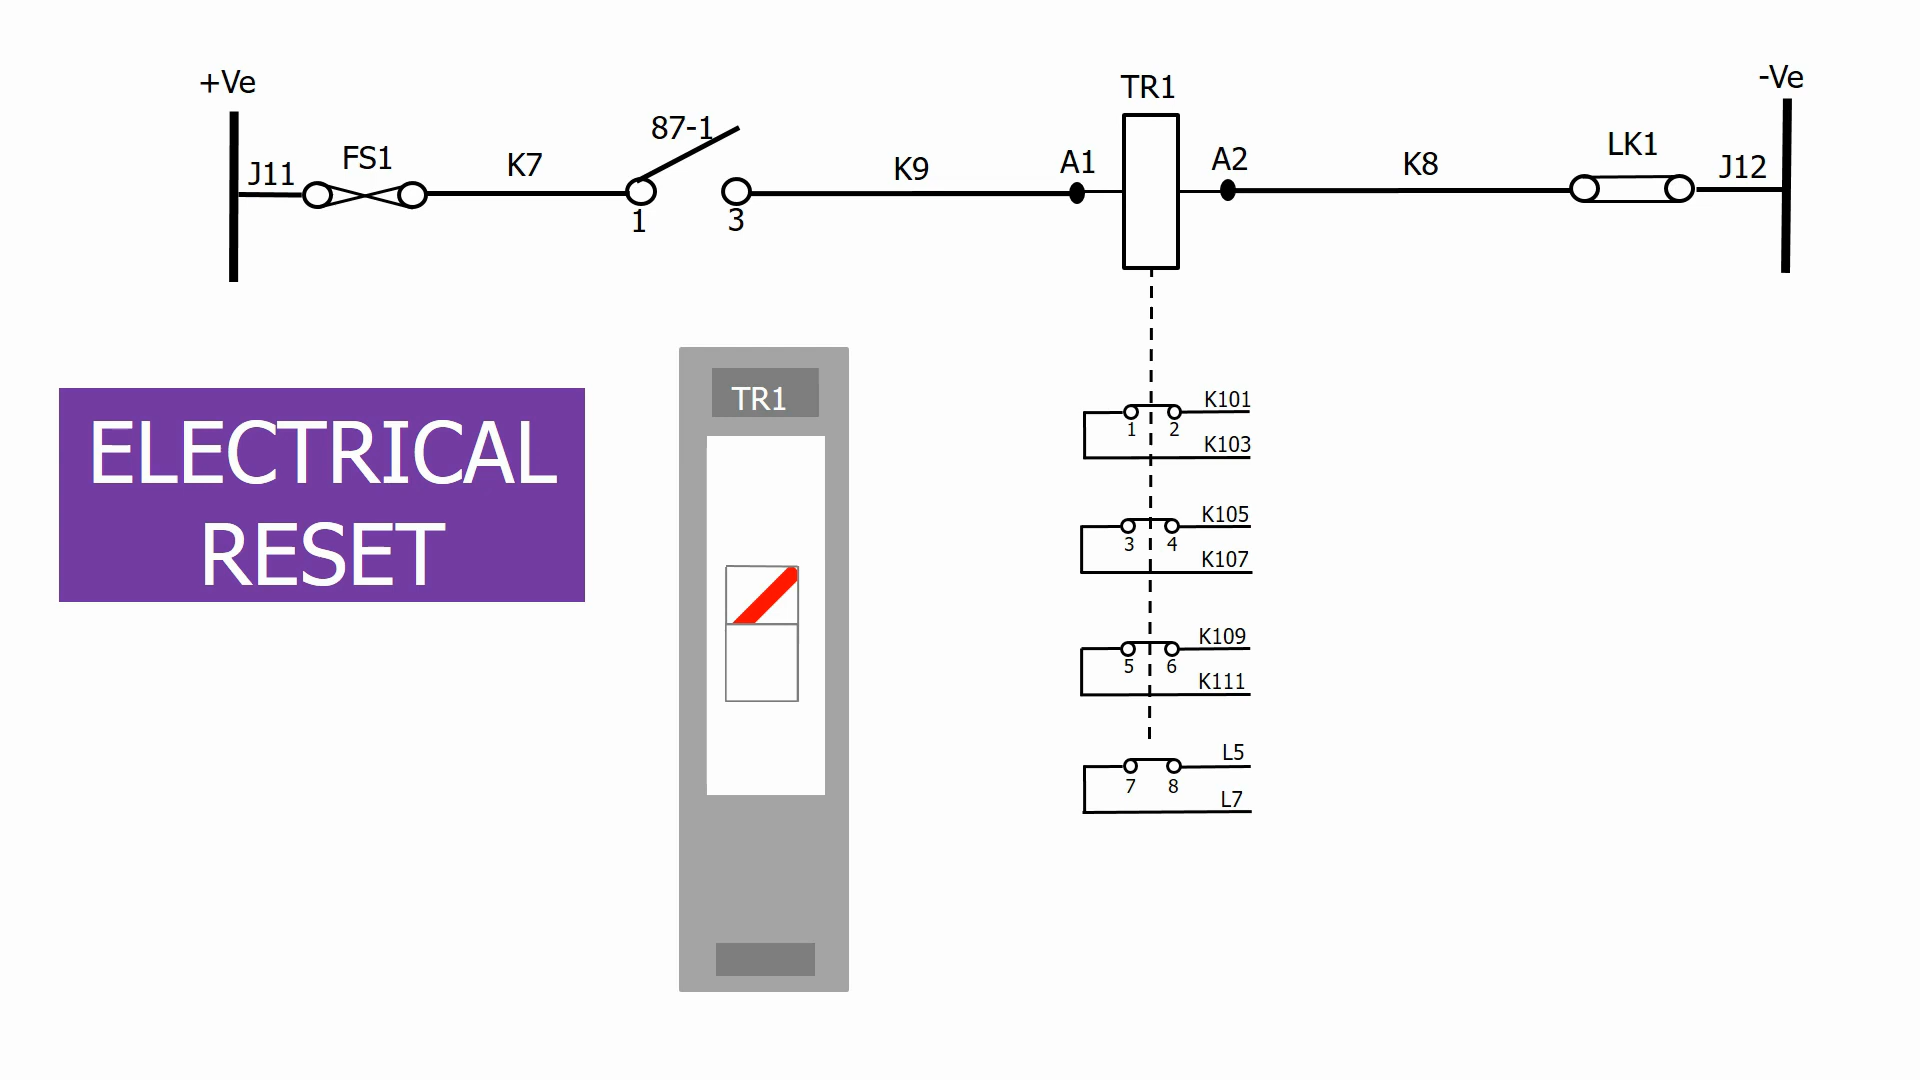 +Ve
J11
FS1
K7
87-1
1
3
K9
A1
TR1
A2
K8
LK1
J12
-Ve
ELECTRICAL
RESET
TR1
K101
1 2
K103
K105
3 4
K107
K109
5 6
K111
L5
7 8
L7